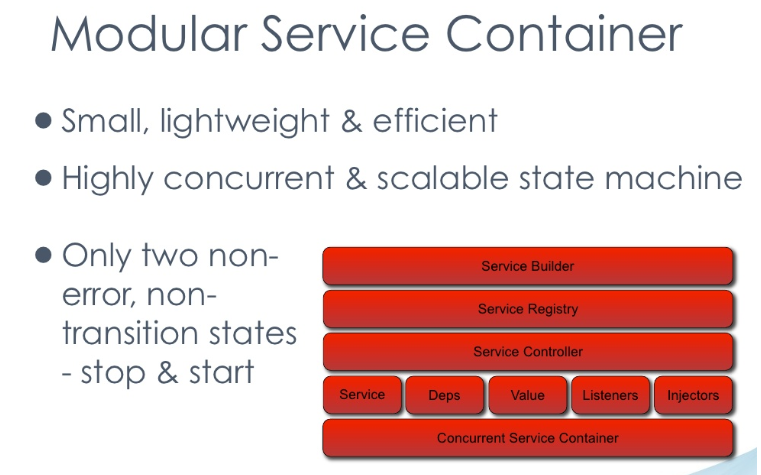 Modular Service Container
● Small, lightweight & efficient
● Highly concurrent & scalable state machine
● Only two non-
error, non-
transition states
- stop & start
Service Builder
Service Registry
Service Controller
Service Deps Value Listeners Injectors
Concurrent Service Container